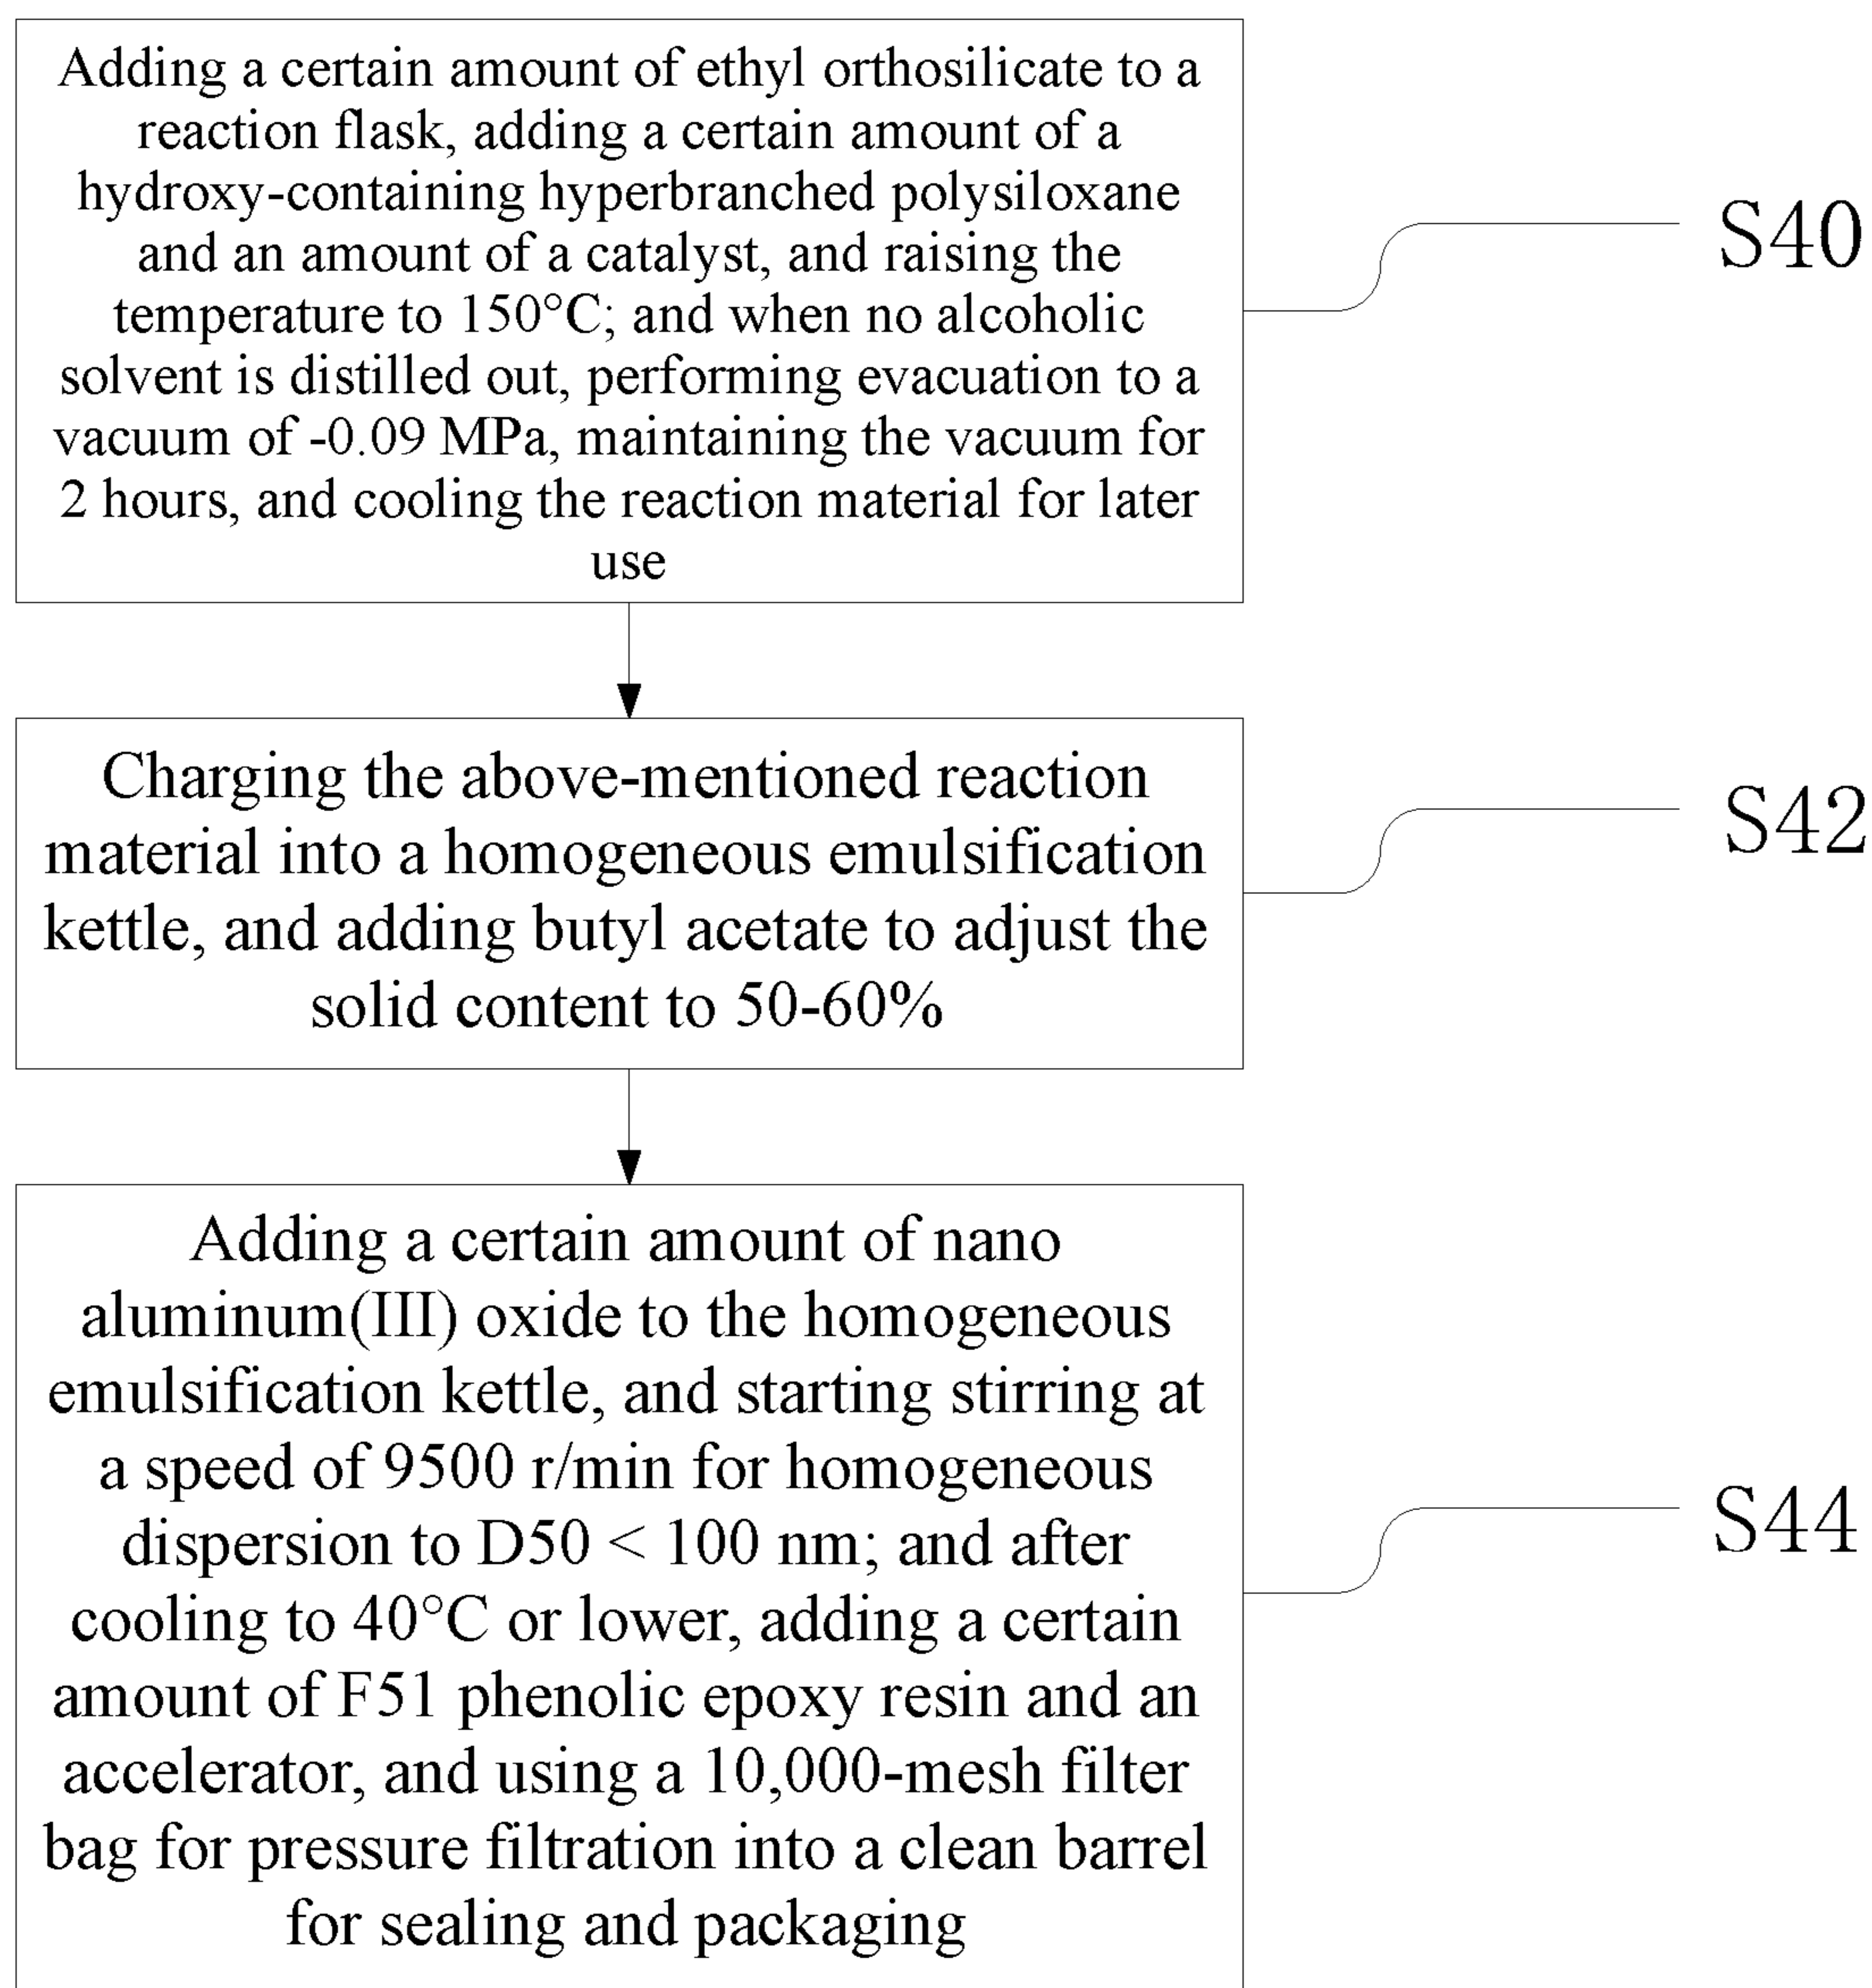 Adding a certain amount of ethyl orthosilicate to a
reaction flask, adding a certain amount of a
hydroxy-containing hyperbranched polysiloxane
and an amount of a catalyst, and raising the
temperature to 150°C; and when no alcoholic
solvent is distilled out, performing evacuation to a
vacuum of -0.09 MPa, maintaining the vacuum for
2 hours, and cooling the reaction material for later
use
S40
Charging the above-mentioned reaction
material into a homogeneous emulsification
kettle, and adding butyl acetate to adjust the
solid content to 50-60%
S42
Adding a certain amount of nano
aluminum(III) oxide to the homogeneous
emulsification kettle, and starting stirring at
a speed of 9500 r/min for homogeneous
dispersion to D50 < 100 nm; and after
cooling to 40°C or lower, adding a certain
amount of F51 phenolic epoxy resin and an
accelerator, and using a 10,000-mesh filter
bag for pressure filtration into a clean barrel
for sealing and packaging
S44